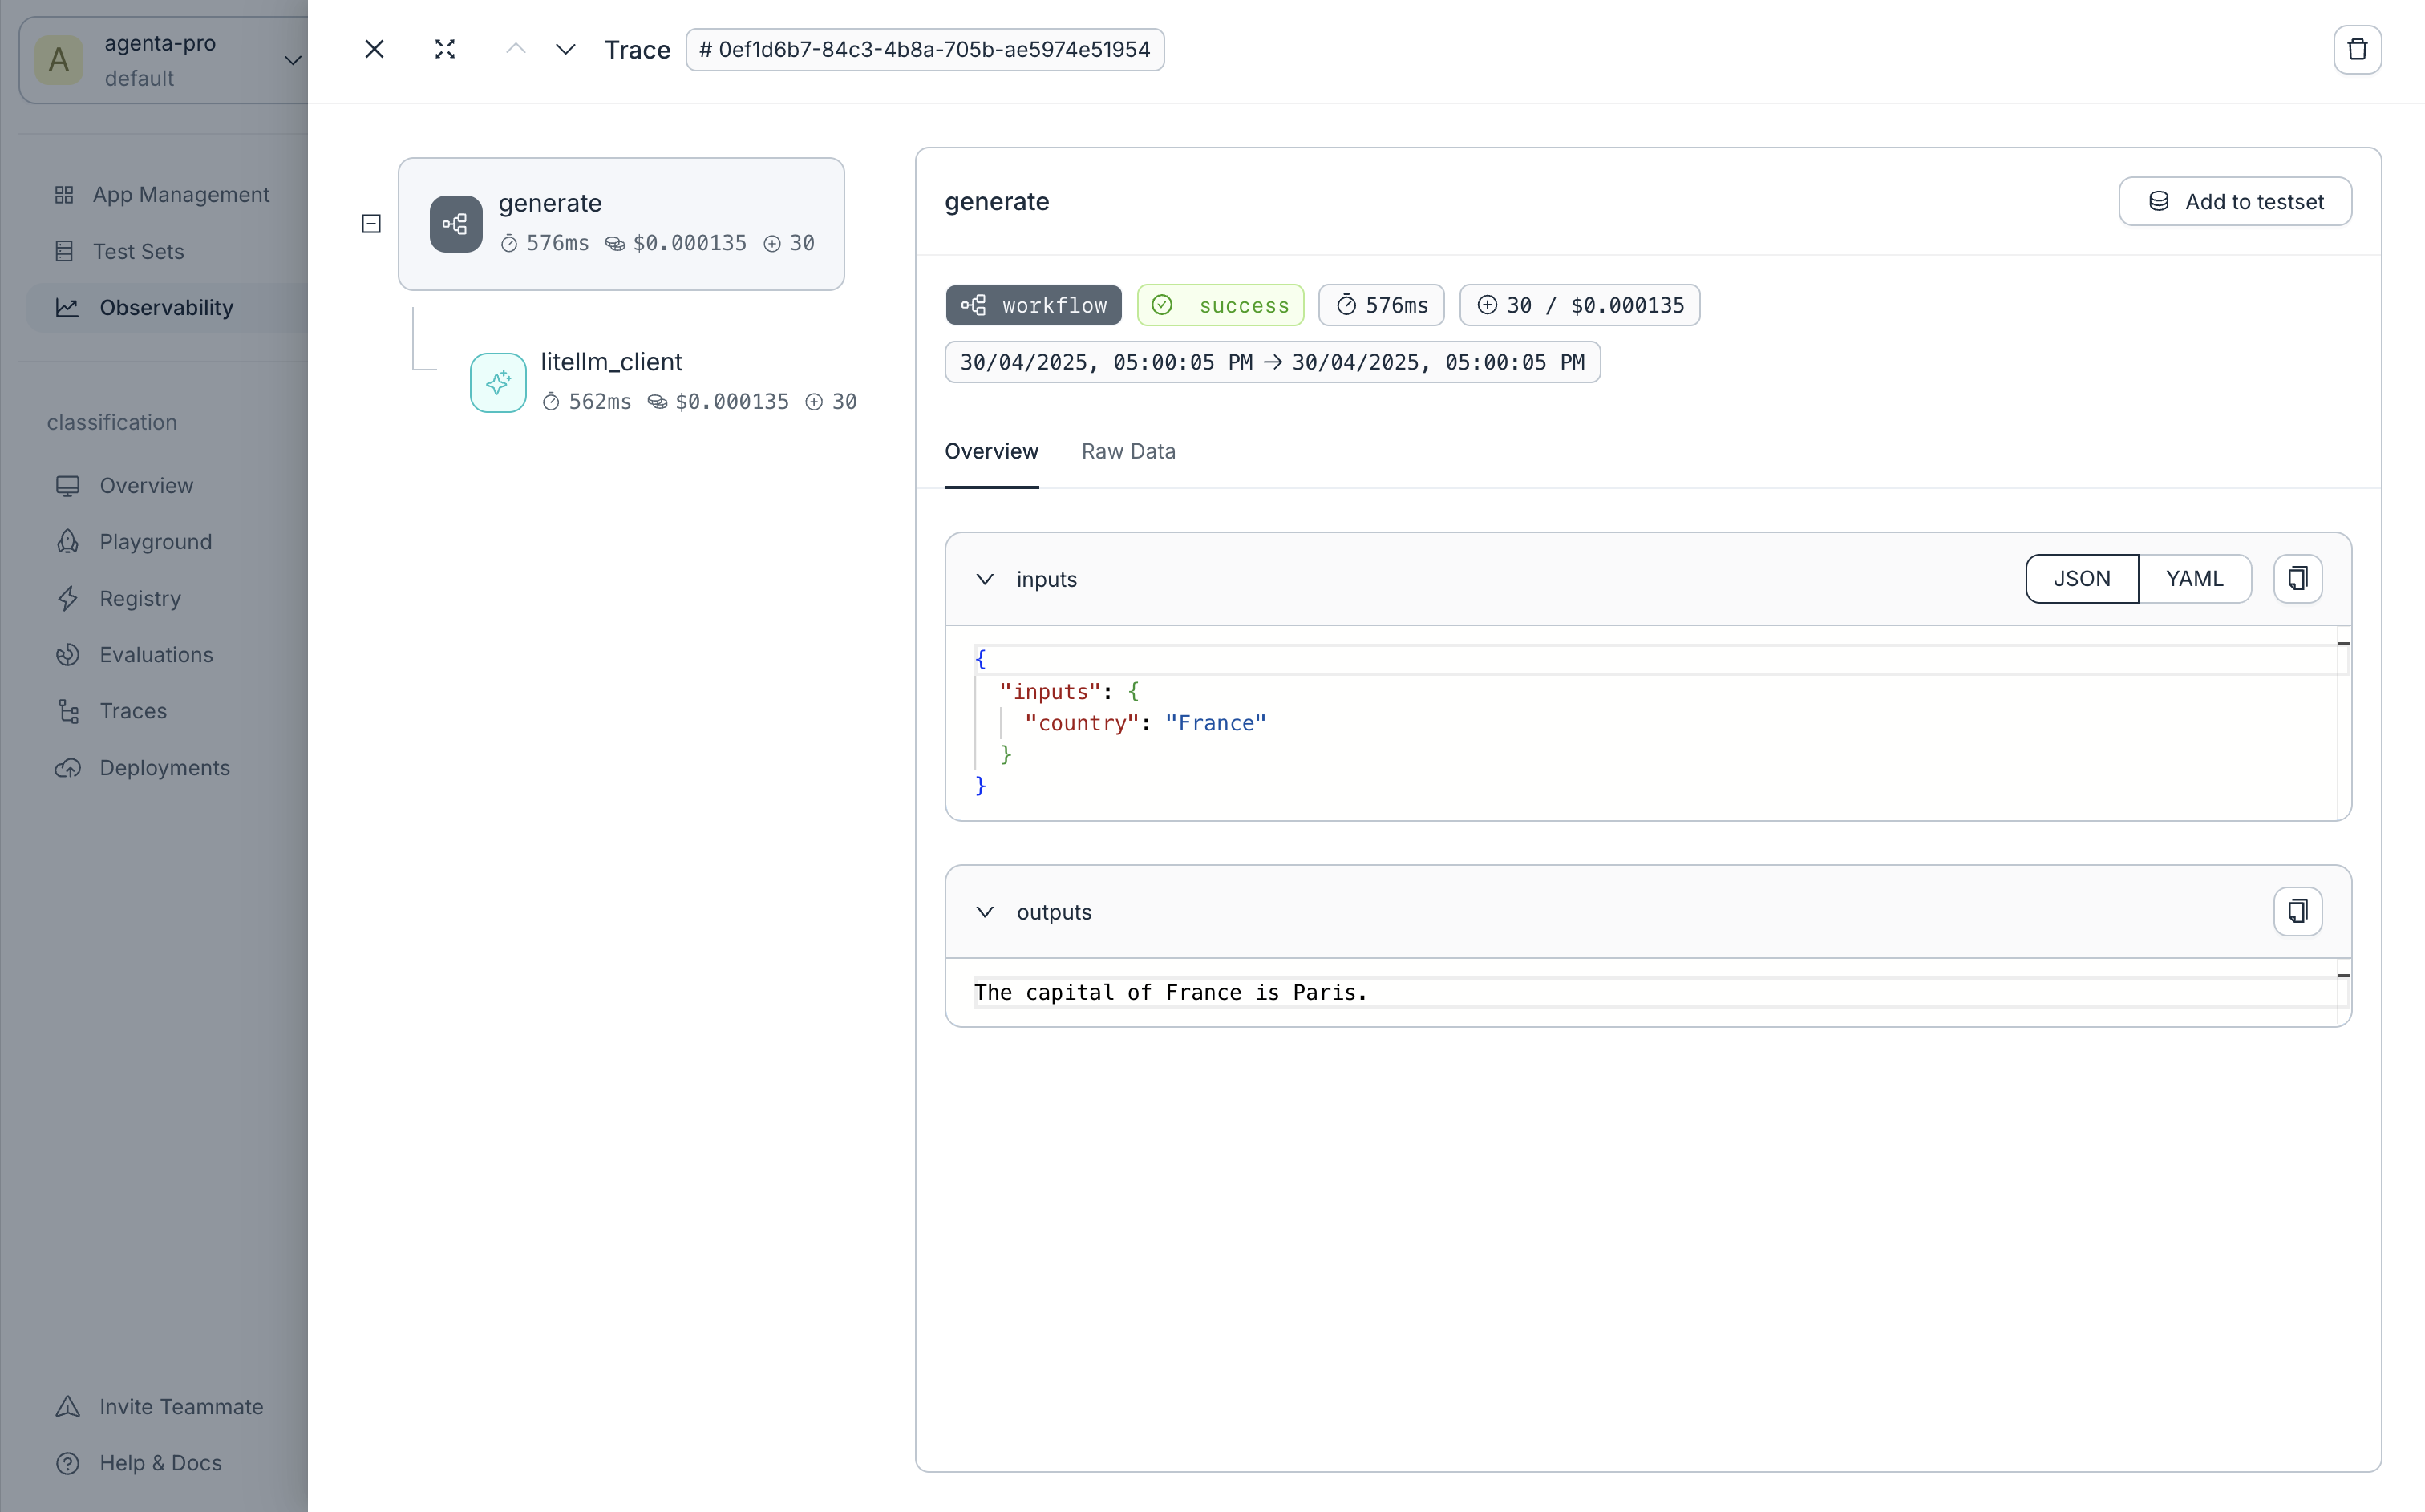 A
agenta-pro
default
App Management
Test Sets
Observability
classification
Overview
Playground
Registry
Evaluations
Traces
Deployments
Invite Teammate
Help & Docs
Trace # 0ef1d6b7-84c3-4b8a-705b-ae5974e51954
generate
576ms $0.000135 30
litellm_client
562ms $0.000135 30
generate
Add to testset
workflow success 576ms 30 / $0.000135
30/04/2025, 05:00:05 PM → 30/04/2025, 05:00:05 PM
Overview Raw Data
inputs JSON YAML
{
"inputs": {
"country": "France"
}
}
outputs
The capital of France is Paris.